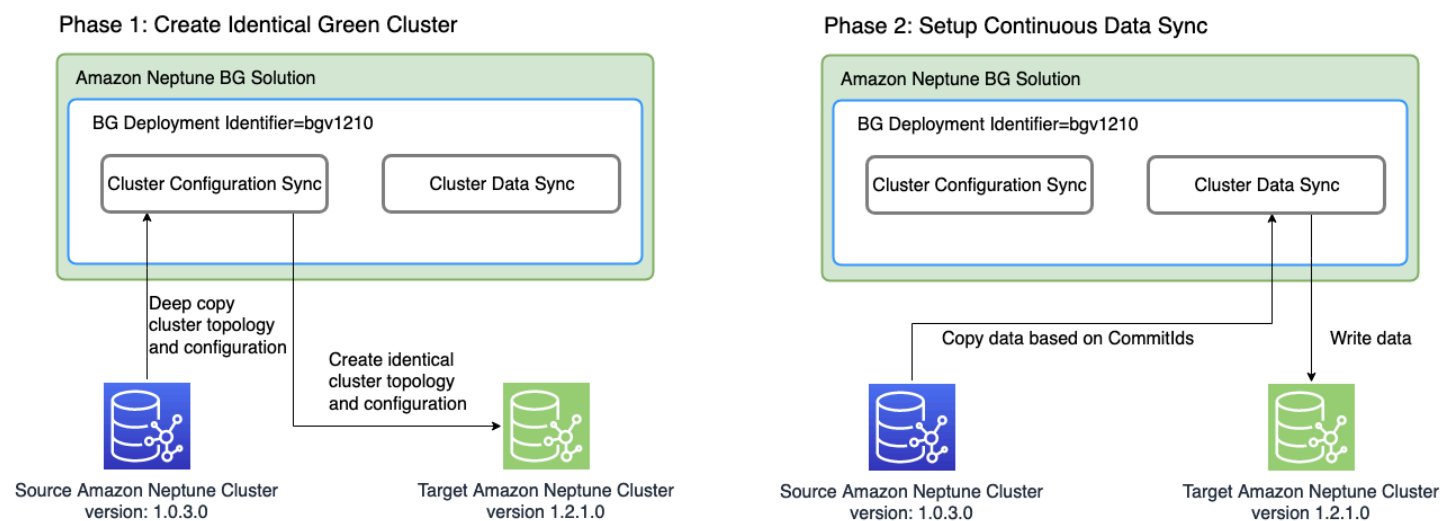 Phase 1: Create Identical Green Cluster
Amazon Neptune BG Solution
BG Deployment Identifier=bgv1210
Cluster Configuration Sync
Cluster Data Sync
Deep copy
cluster topology
and configuration
Create identical
cluster topology
and configuration
Source Amazon Neptune Cluster
version: 1.0.3.0
Target Amazon Neptune Cluster
version 1.2.1.0
Phase 2: Setup Continuous Data Sync
Amazon Neptune BG Solution
BG Deployment Identifier=bgv1210
Cluster Configuration Sync
Cluster Data Sync
Copy data based on CommitIds
Write data
Source Amazon Neptune Cluster
version: 1.0.3.0
Target Amazon Neptune Cluster
version 1.2.1.0